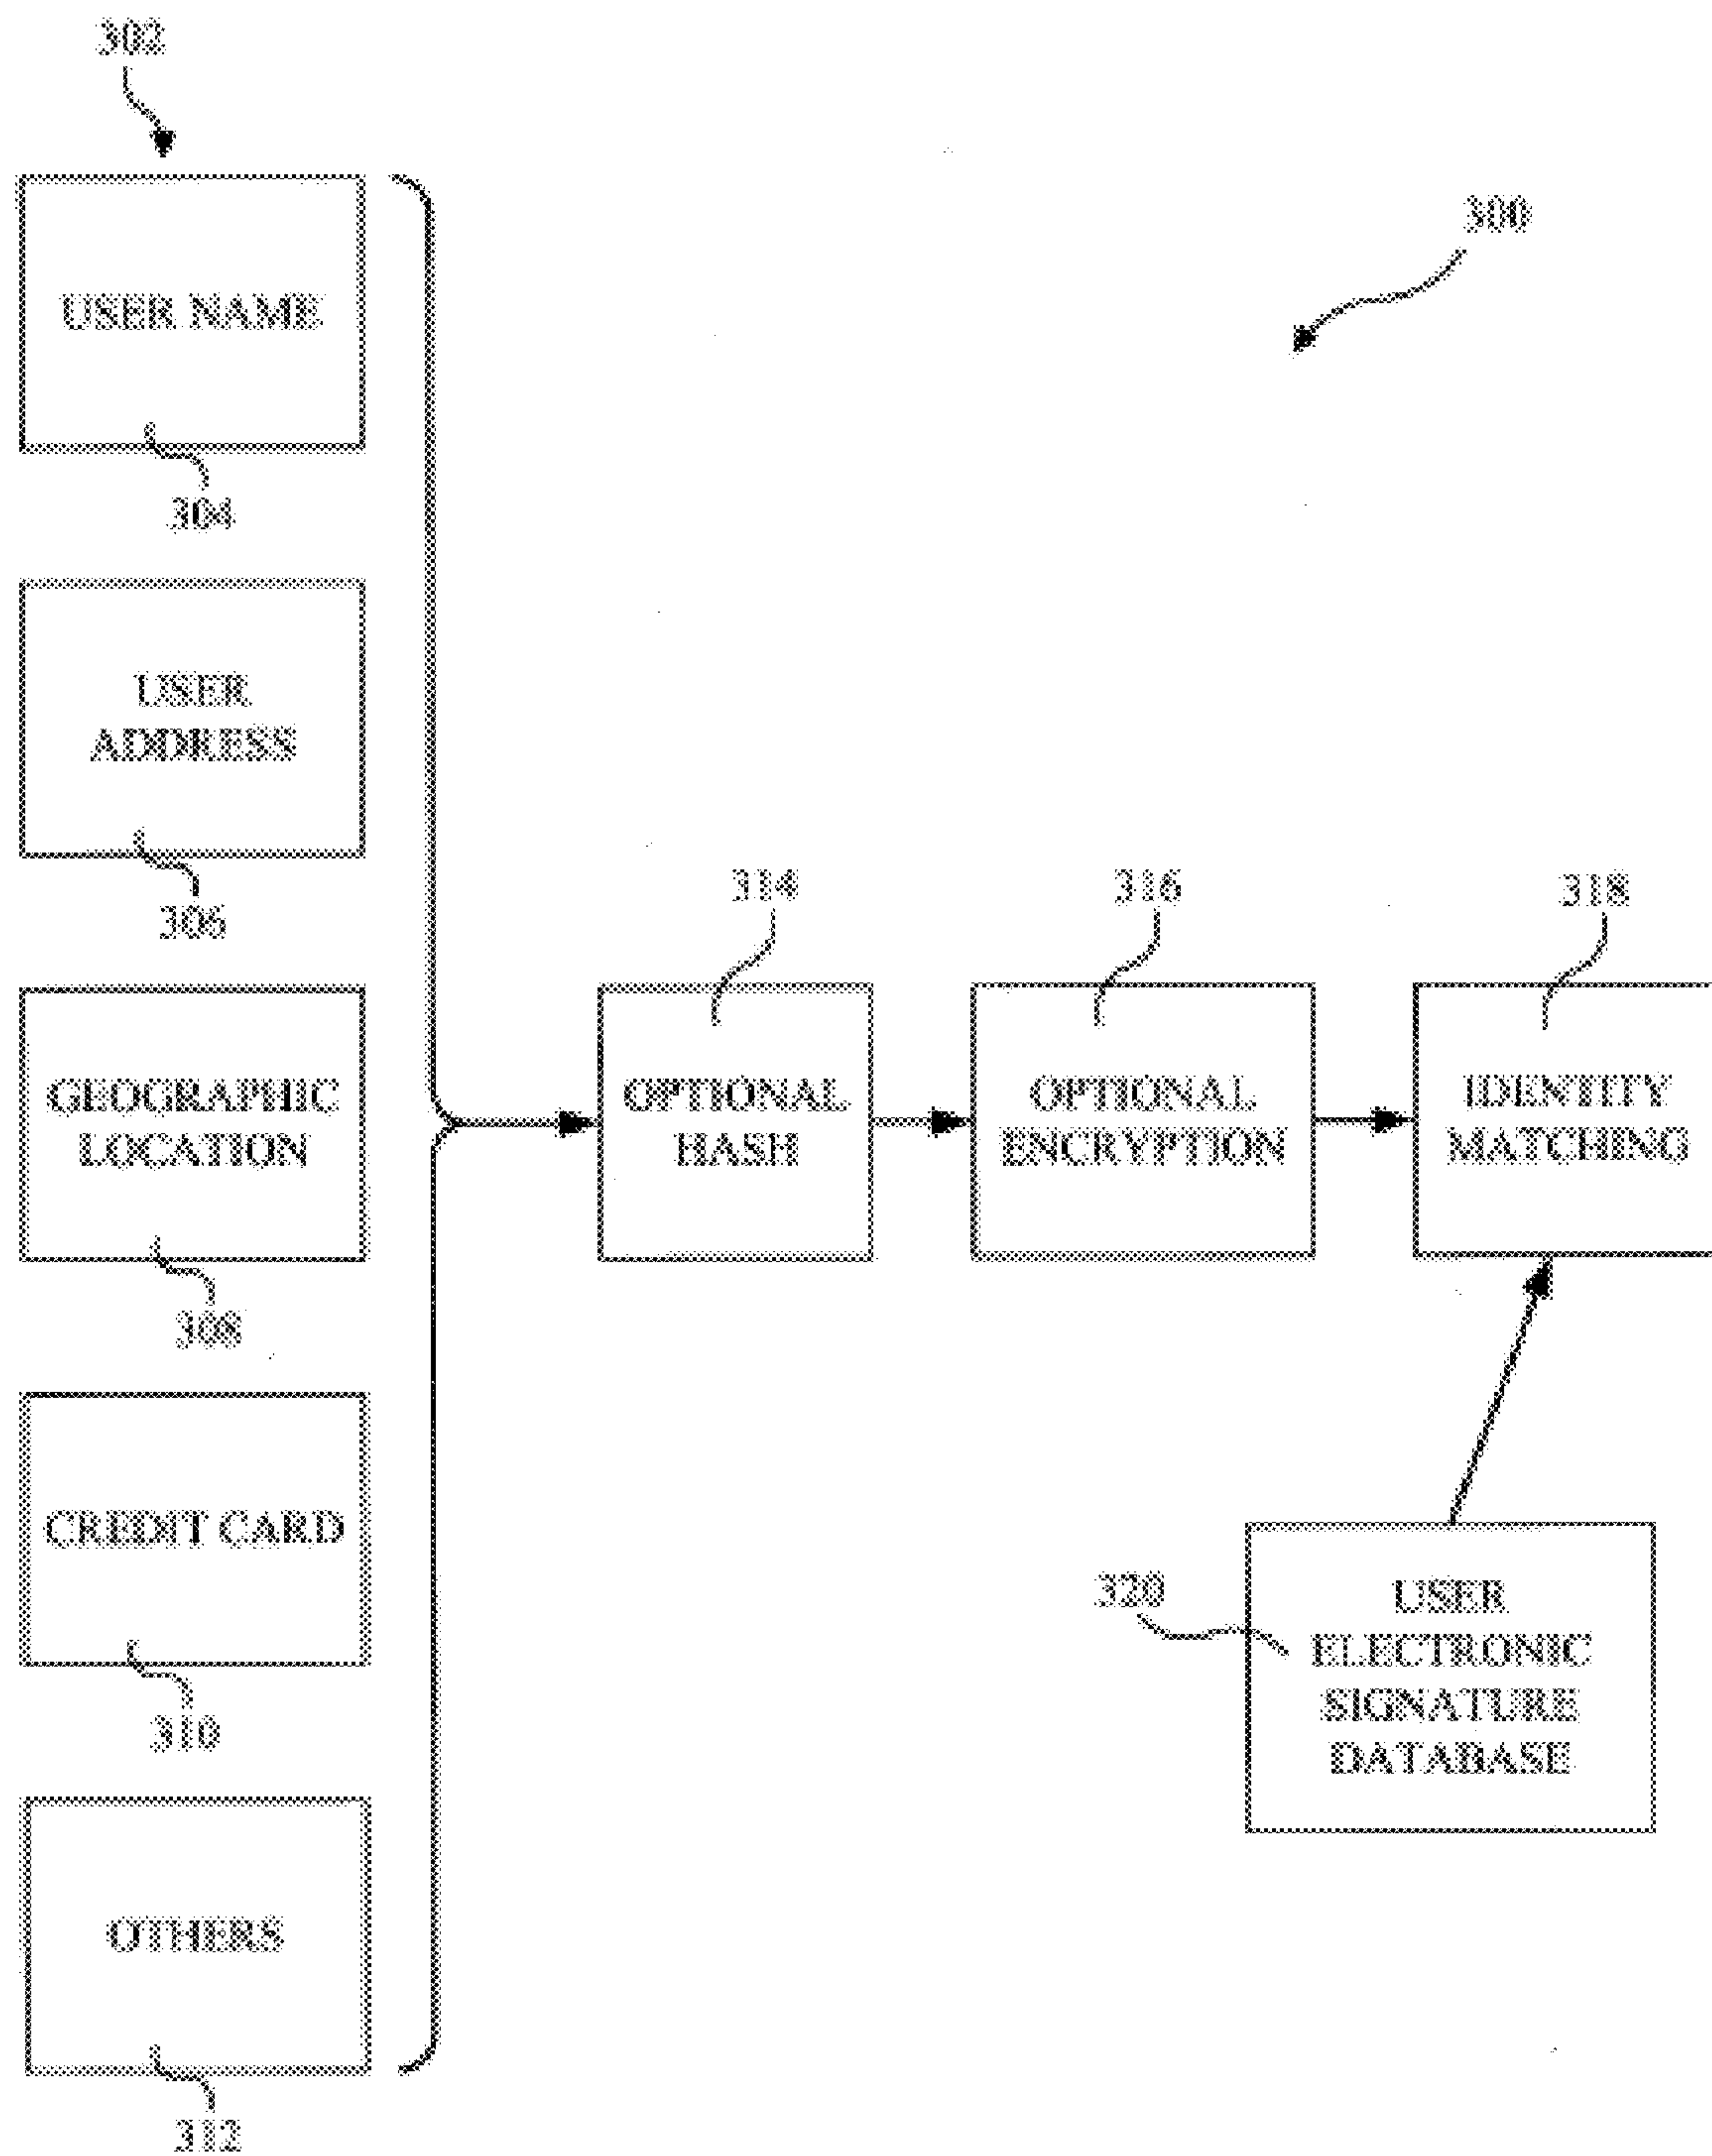 302
300
USER NAME
304
USER
ADDRESS
306
314
316
318
GEOGRAPHIC
LOCATION
308
OPTIONAL
HASH
OPTIONAL
ENCRYPTION
IDENTITY
MATCHING
CREDIT CARD
310
320
USER
ELECTRONIC
SIGNATURE
DATABASE
OTHERS
312